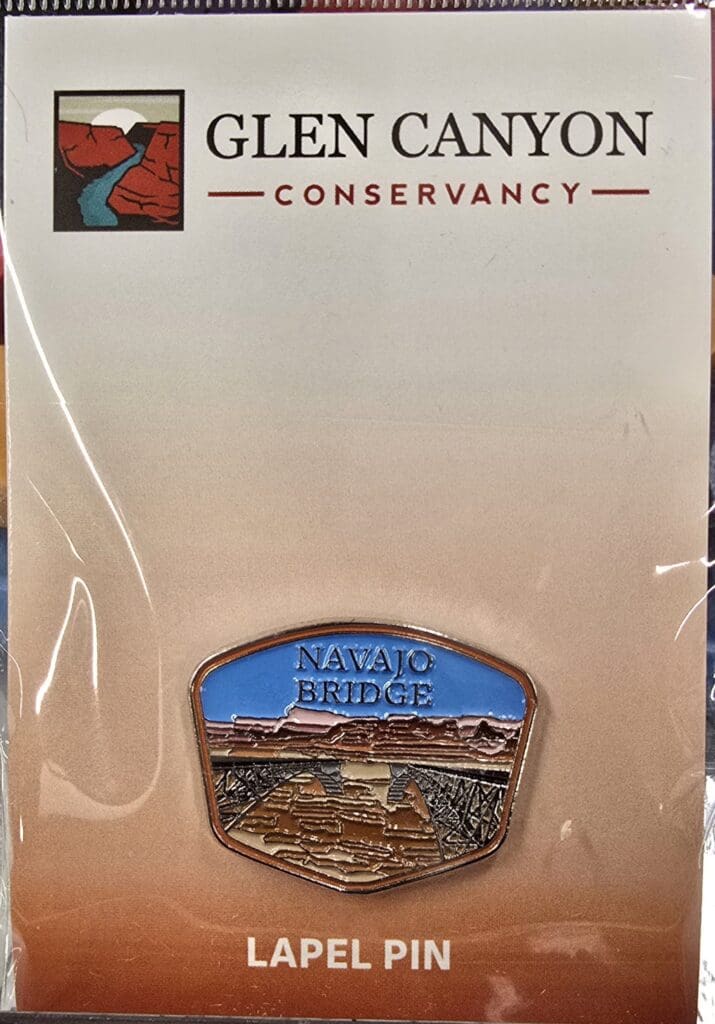 GLEN CANYON
CONSERVANCY
NAVAJO
BRIDGE
LAPEL PIN